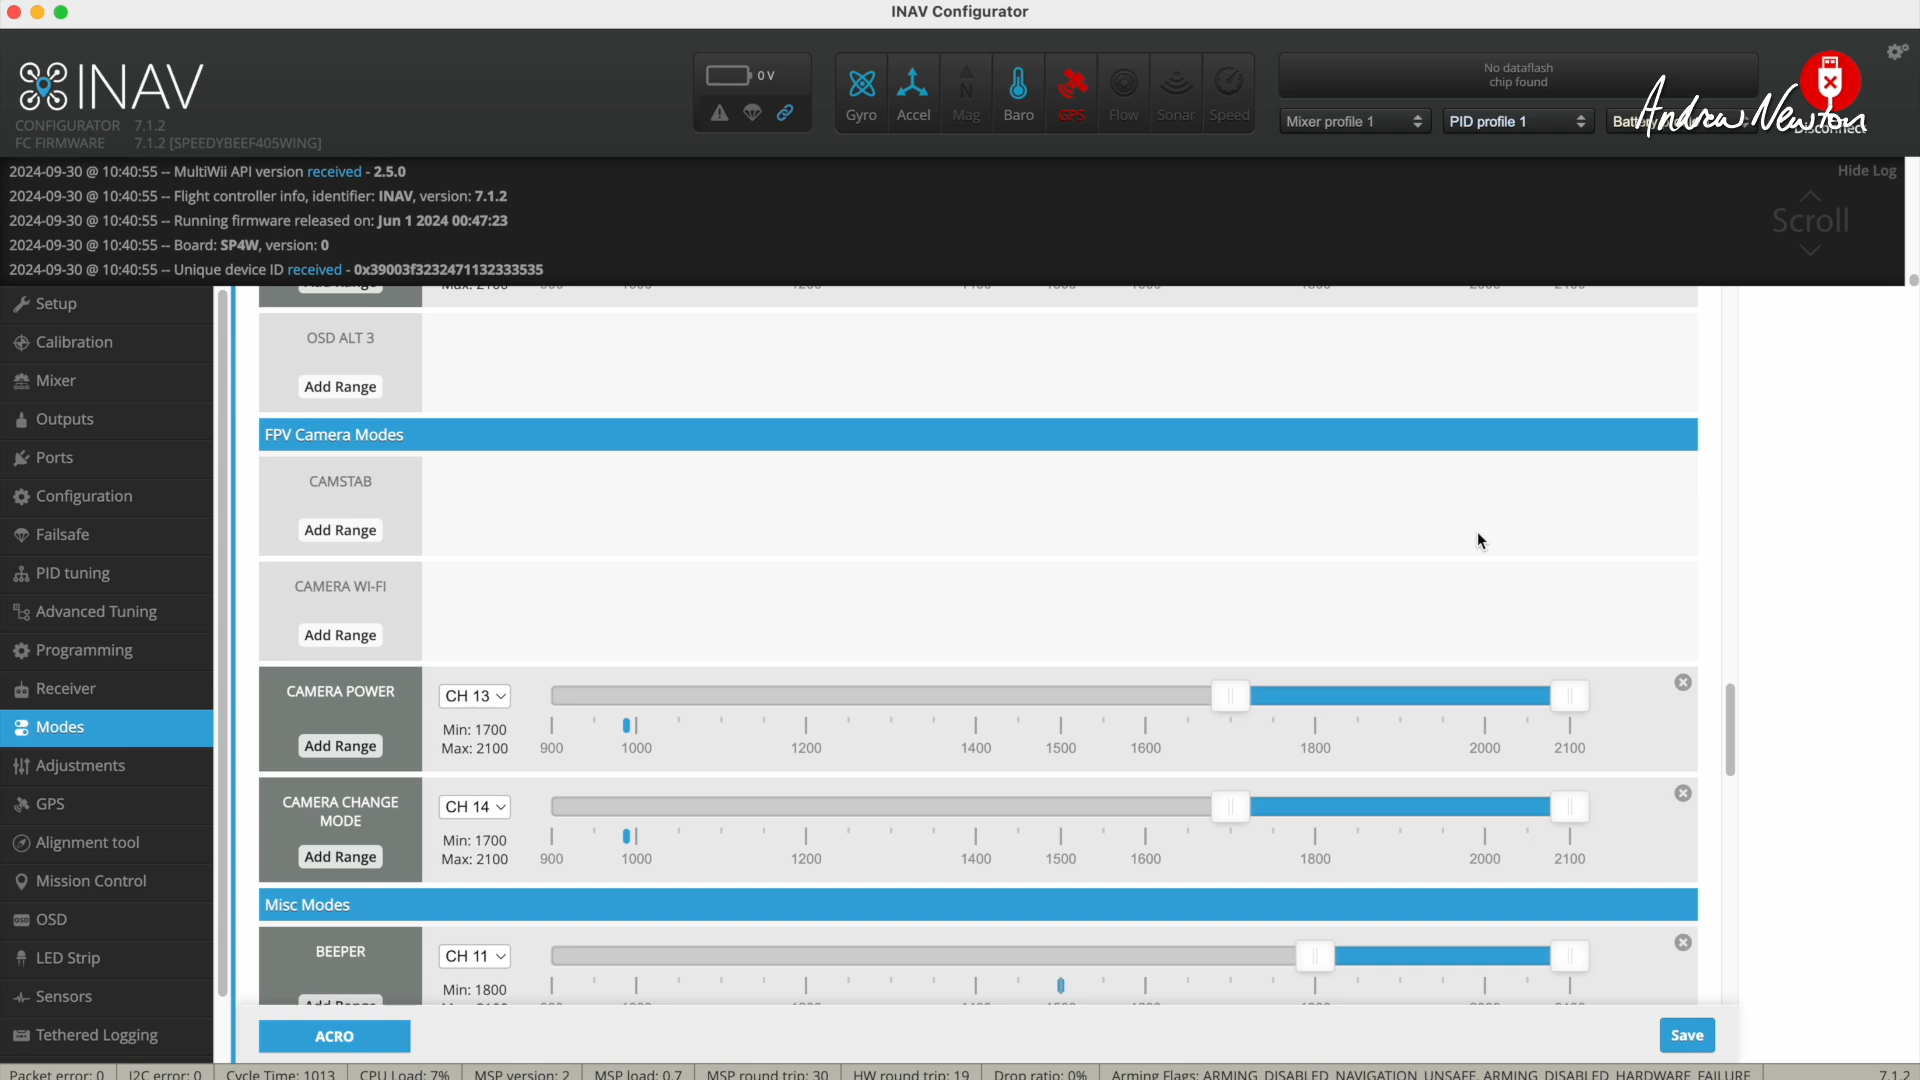 INAV Configurator
INAV
CONFIGURATOR 7.1.2
FC FIRMWARE 7.1.2 [SPEEDYBEEF405WING]
0 V
Gyro
Accel
Mag
Baro
GPS
Flow
Sonar
Speed
No dataflash
chip found
Mixer profile 1
PID profile 1
Andrew Newton
Disconnect
2024-09-30 @ 10:40:55 -- MultiWii API version received - 2.5.0
2024-09-30 @ 10:40:55 -- Flight controller info, identifier: INAV, version: 7.1.2
2024-09-30 @ 10:40:55 -- Running firmware released on: Jun 1 2024 00:47:23
2024-09-30 @ 10:40:55 -- Board: SP4W, version: 0
2024-09-30 @ 10:40:55 -- Unique device ID received - 0x39003f3232471132333535
Hide Log
Scroll
Setup
Calibration
Mixer
Outputs
Ports
Configuration
Failsafe
PID tuning
Advanced Tuning
Programming
Receiver
Modes
Adjustments
GPS
Alignment tool
Mission Control
OSD
LED Strip
Sensors
Tethered Logging
OSD ALT 3
Add Range
FPV Camera Modes
CAMSTAB
Add Range
CAMERA WI-FI
Add Range
CAMERA POWER
Add Range
CH 13
Min: 1700
Max: 2100
900 1000 1200 1400 1500 1600 1800 2000 2100
CAMERA CHANGE
MODE
Add Range
CH 14
Min: 1700
Max: 2100
900 1000 1200 1400 1500 1600 1800 2000 2100
Misc Modes
BEEPER
CH 11
Min: 1800
ACRO
Save
Packet error: 0 I2C error: 0 Cycle Time: 1013 CPU Load: 7% MSP version: 2 MSP load: 0.7 MSP round trip: 30 HW round trip: 19 Drop ratio: 0% Arming Flags: ARMING_DISABLED_NAVIGATION_UNSAFE, ARMING_DISABLED_HARDWARE_FAILURE 7.1.2